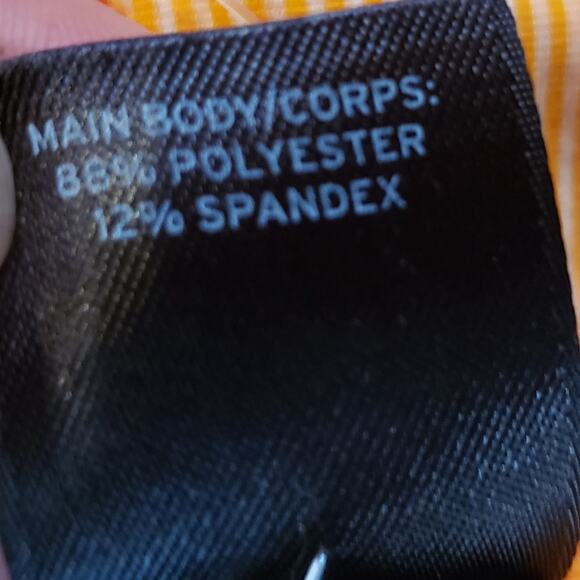 MAIN BODY/CORPS:
88% POLYESTER
12% SPANDEX